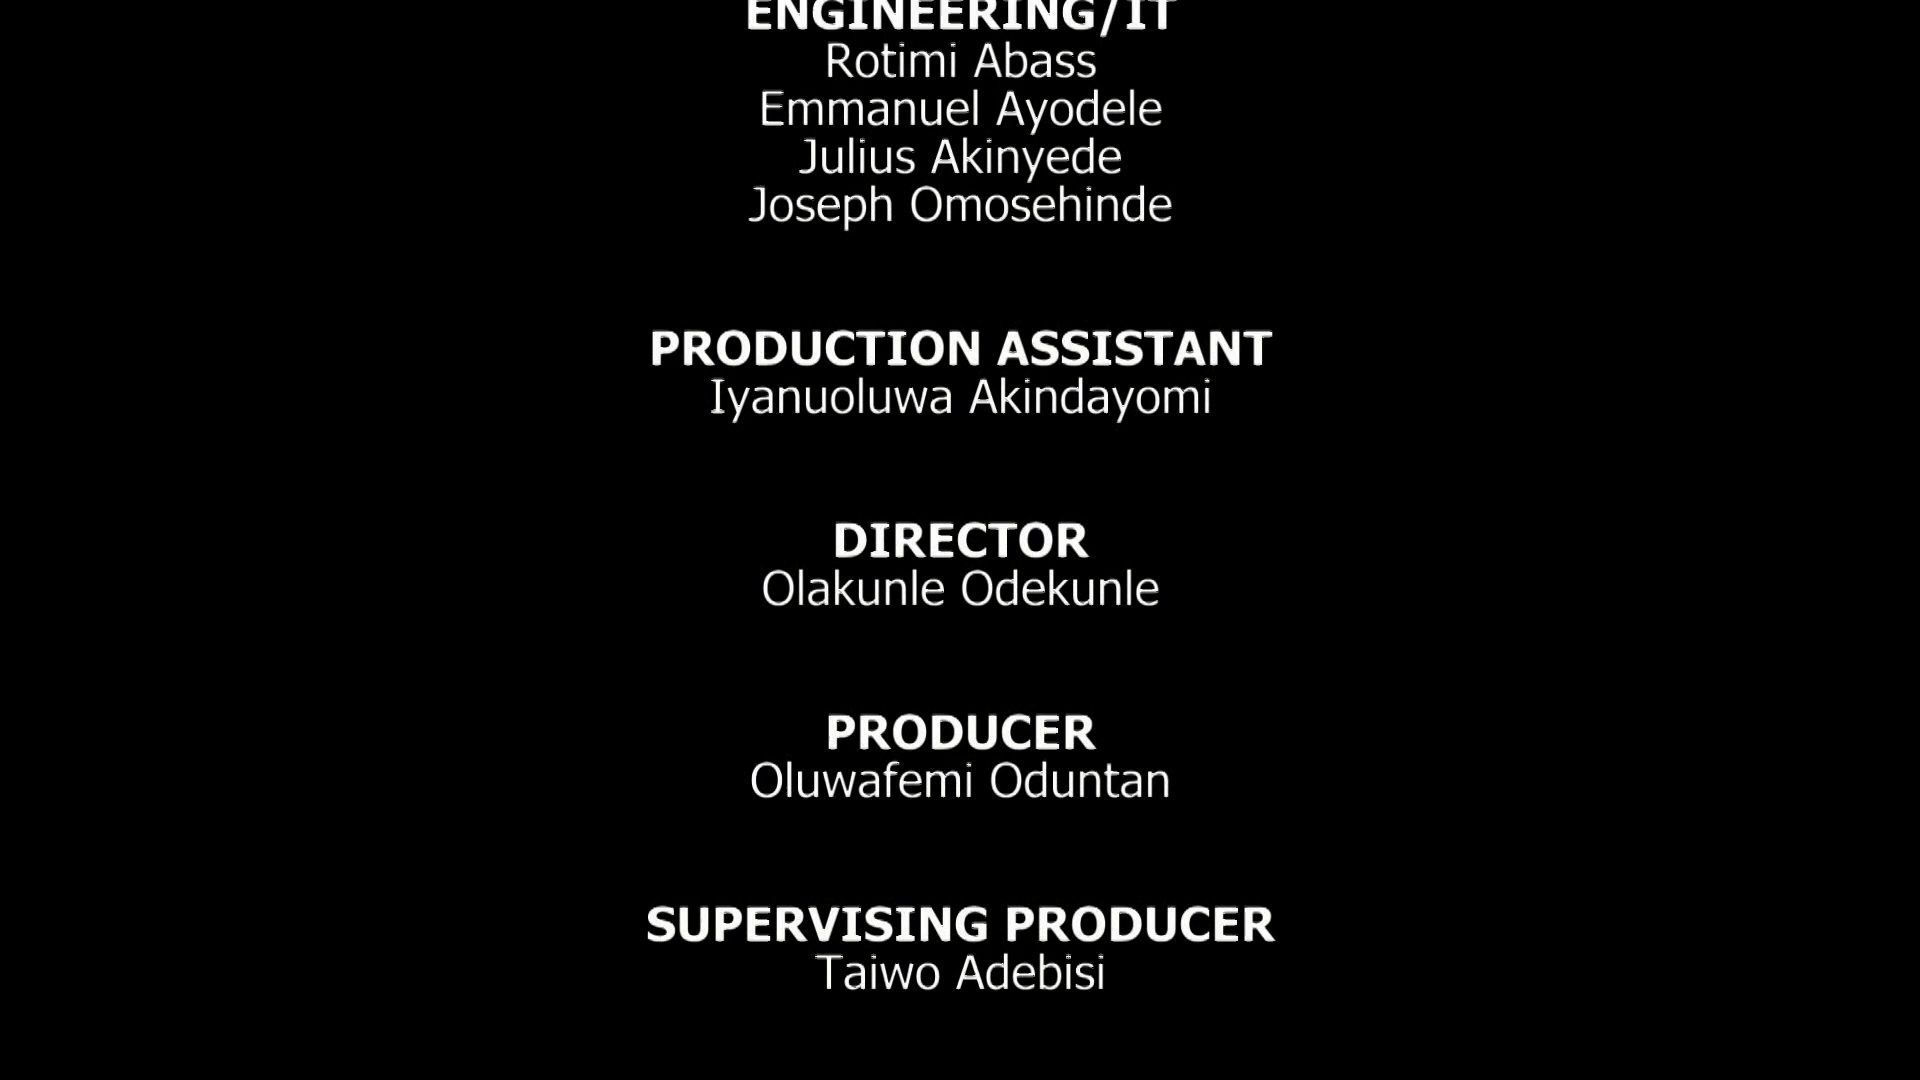 ENGINEERING/IT
Rotimi Abass
Emmanuel Ayodele
Julius Akinyede
Joseph Omosehinde
PRODUCTION ASSISTANT
Iyanuoluwa Akindayomi
DIRECTOR
Olakunle Odekunle
PRODUCER
Oluwafemi Oduntan
SUPERVISING PRODUCER
Taiwo Adebisi